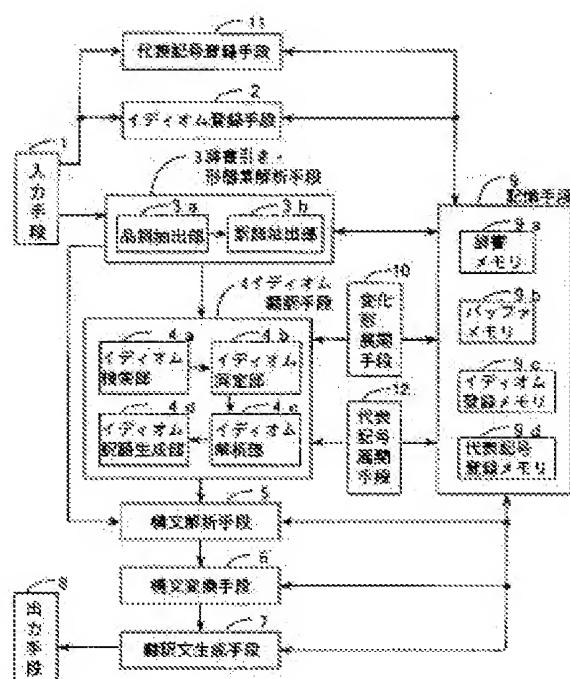 11
代表記号登録手段
2
イディオム登録手段
1
入力手段
3 辞書引き・
形態素解析手段
3a
品詞抽出部
3b
訳語抽出部
4 イディオム
翻訳手段
4a
イディオム
検索部
4b
イディオム
判定部
4d
イディオム
訳語生成部
4c
イディオム
解析部
10
変化形展開手段
12
代表記号展開手段
9
記憶手段
9a
辞書
メモリ
9b
バッファ
メモリ
9c
イディオム
登録メモリ
9d
代表記号
登録メモリ
5
構文解析手段
6
構文変換手段
7
翻訳文生成手段
8
出力手段